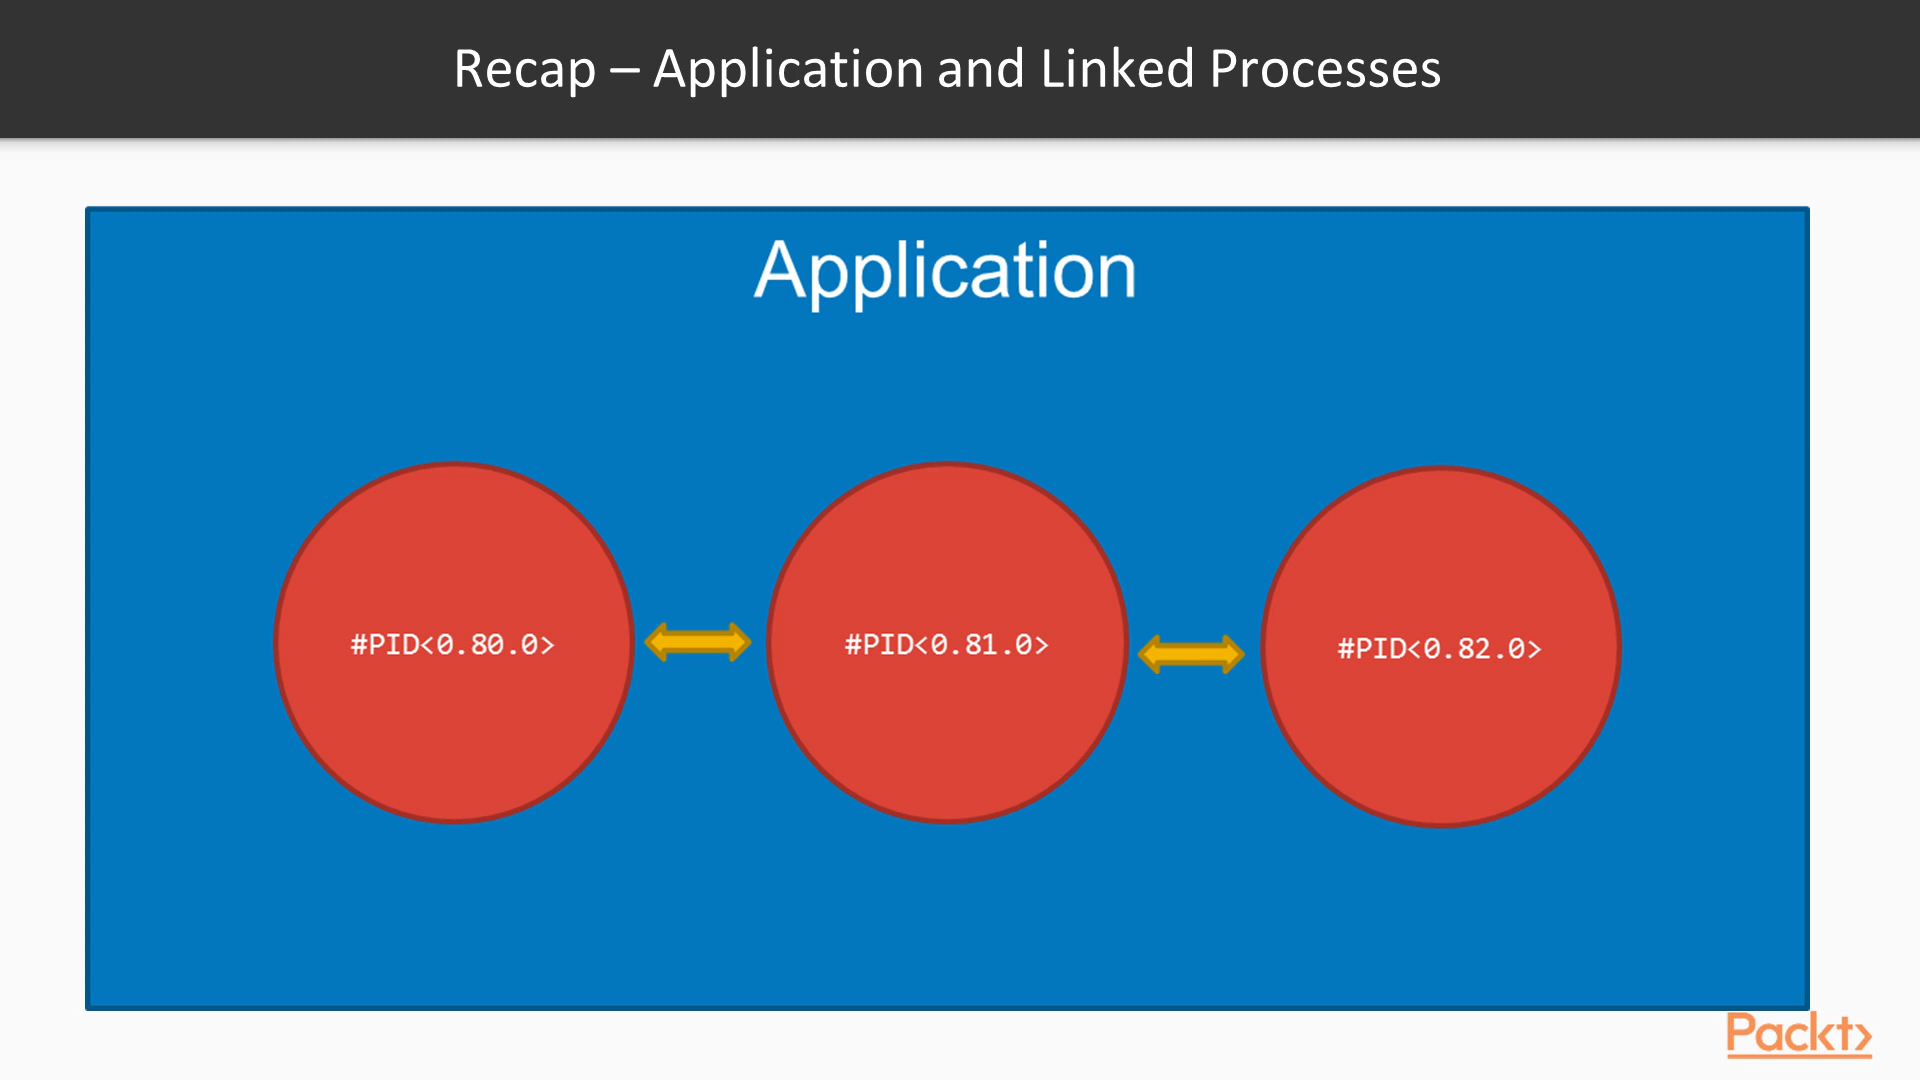 Recap – Application and Linked Processes
Application
#PID<0.80.0>
#PID<0.81.0>
#PID<0.82.0>
Packt>